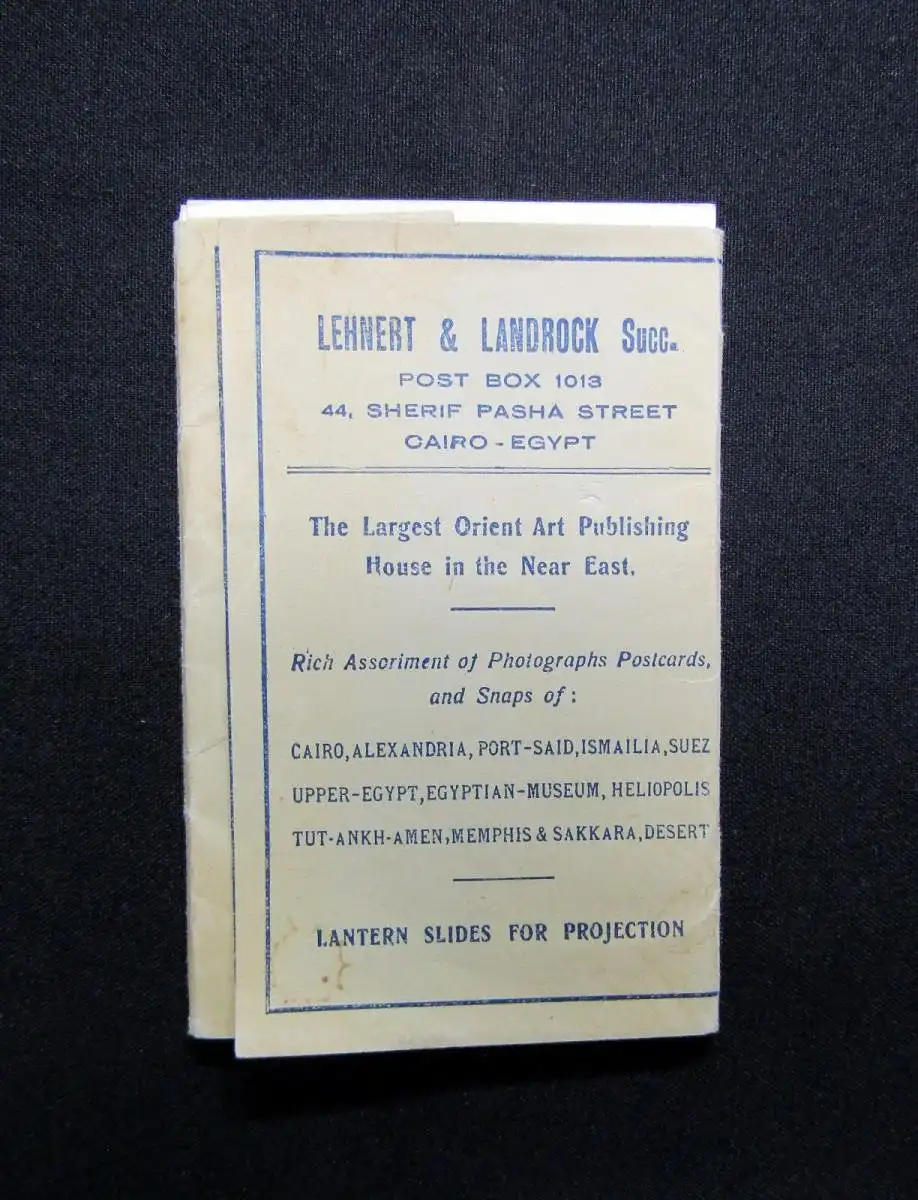 LEHNERT & LANDROCK Succ.
POST BOX 1013
44, SHERIF PASHA STREET
CAIRO - EGYPT
The Largest Orient Art Publishing
House in the Near East.
Rich Assoriment of Photographs Postcards,
and Snaps of :
CAIRO, ALEXANDRIA, PORT-SAID, ISMAILIA, SUEZ
UPPER-EGYPT, EGYPTIAN-MUSEUM, HELIOPOLIS
TUT-ANKH-AMEN, MEMPHIS & SAKKARA, DESERT
LANTERN SLIDES FOR PROJECTION